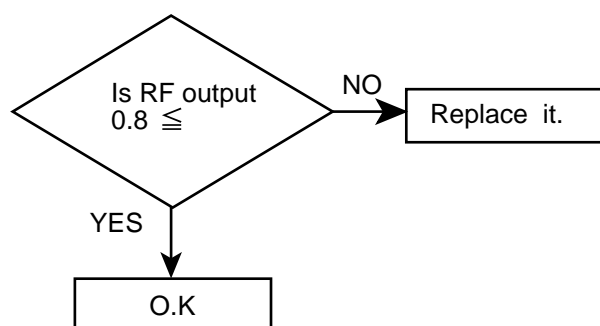 Is RF output
0.8 ≦
NO
Replace it.
YES
O.K